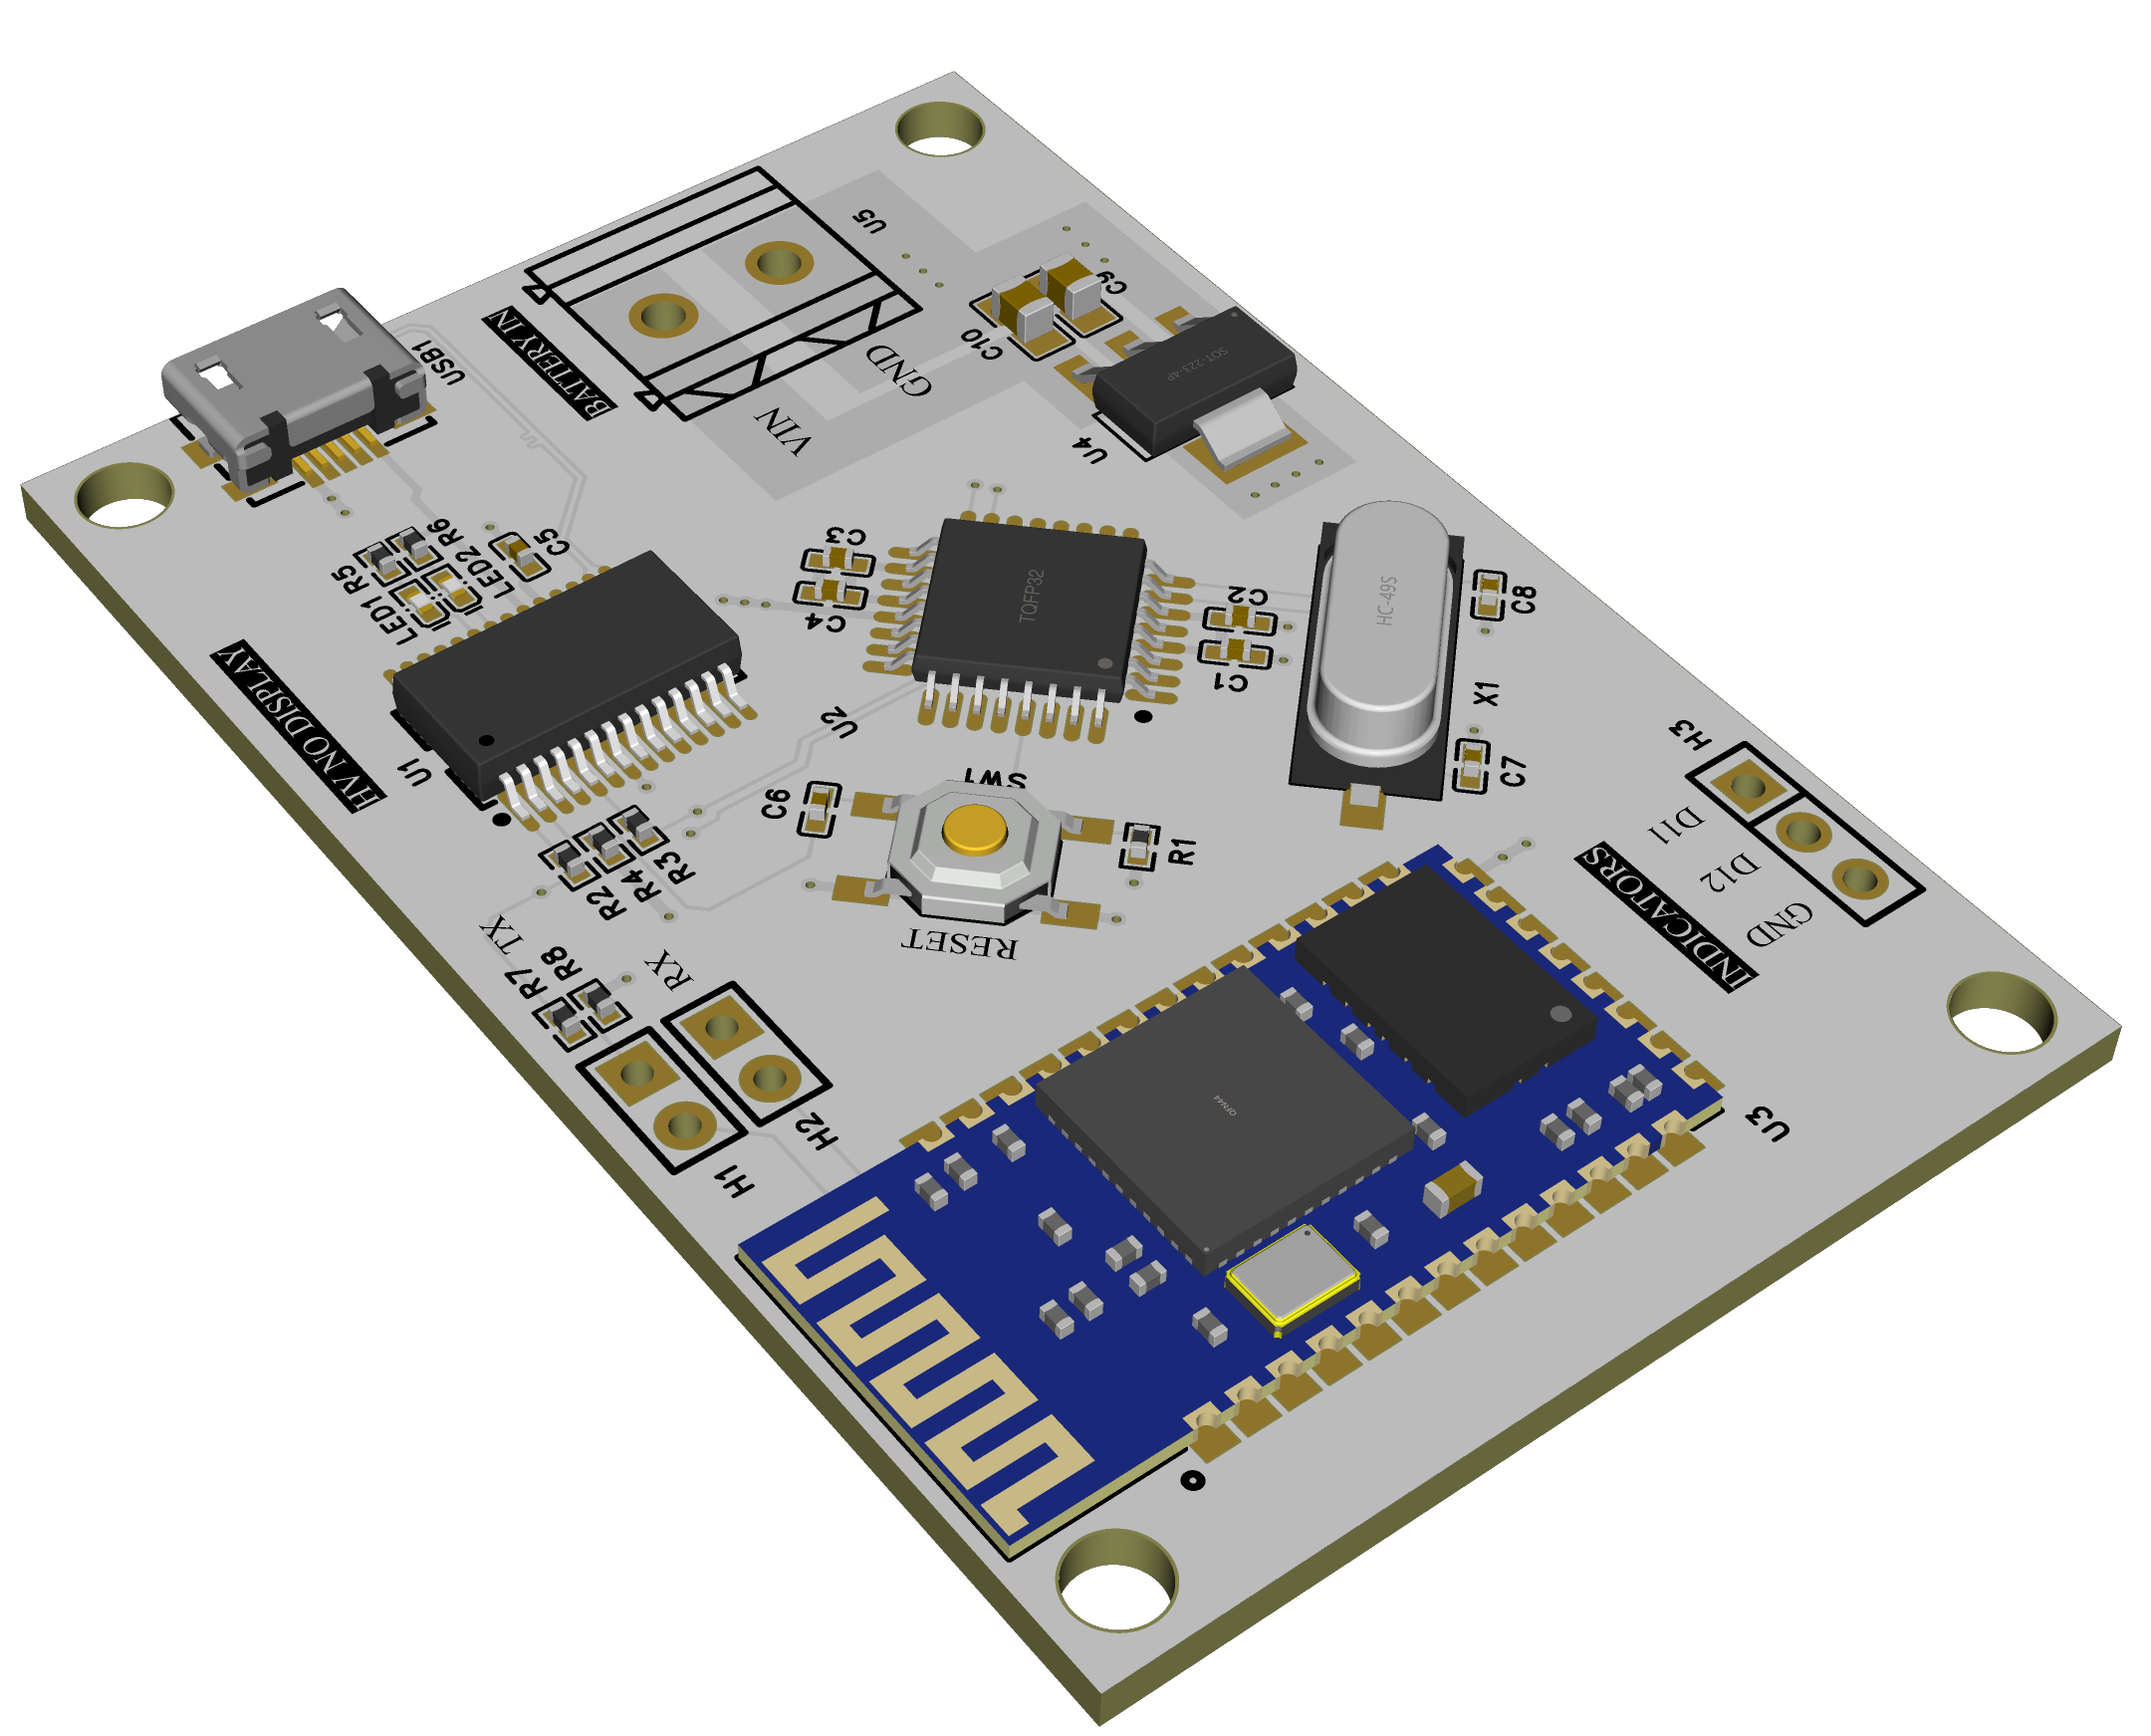 U5
C9
C10
SOT-223-4P
U4
USB1
BATTERY IN
GND
VIN
R6
R5
LED2
LED1
C5
C3
C4
TQFP32
C2
C1
HC-49S
C8
X1
C7
HV NO DISPLAY
U1
U2
SW1
C6
R1
RESET
R3
R4
R2
TX
RX
R8
R7
H2
H1
H3
D11
D12
GND
INDICATORS
QFN44
U3